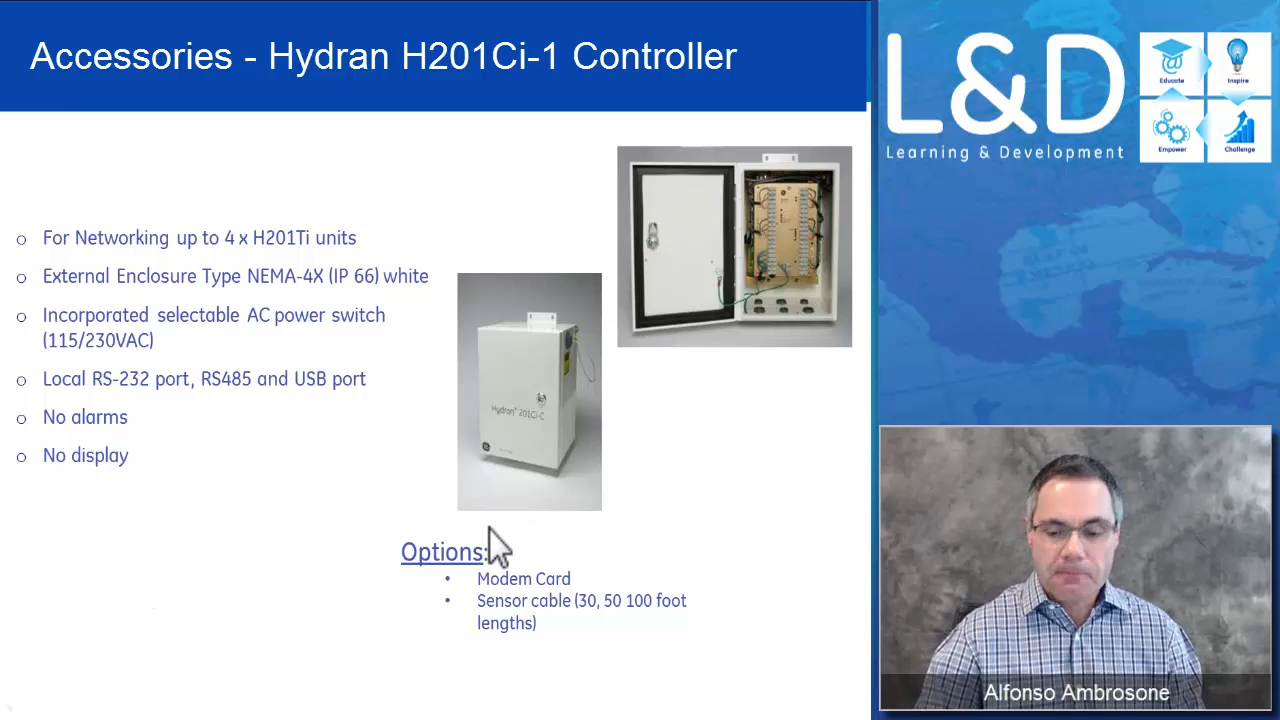 Accessories - Hydran H201Ci-1 Controller
o For Networking up to 4 x H201Ti units
o External Enclosure Type NEMA-4X (IP 66) white
o Incorporated selectable AC power switch
(115/230VAC)
o Local RS-232 port, RS485 and USB port
o No alarms
o No display
Hydran® 201Ci-C
Options:
• Modem Card
• Sensor cable (30, 50 100 foot
lengths)
L&D
Learning & Development
Educate
Inspire
Empower
Challenge
Alfonso Ambrosone